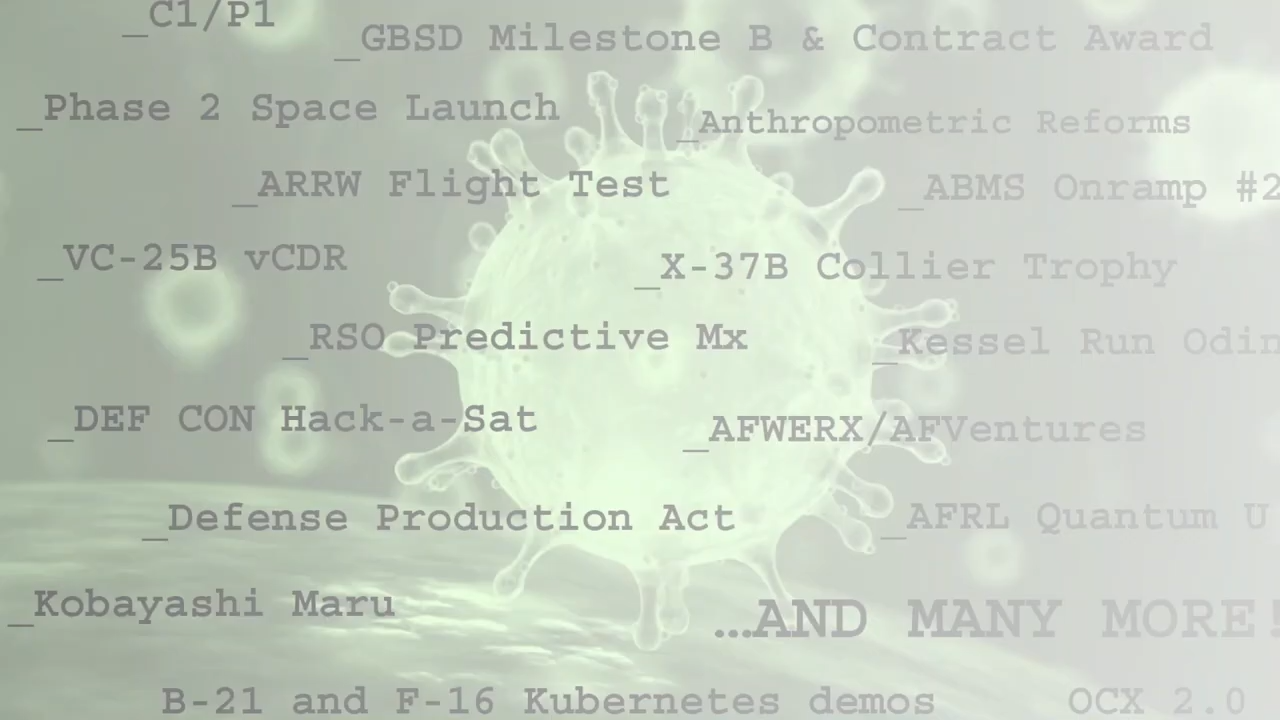 _C1/P1
_GBSD Milestone B & Contract Award
_Phase 2 Space Launch
_Anthropometric Reforms
_ARRW Flight Test
_ABMS Onramp #2
_VC-25B vCDR
_X-37B Collier Trophy
_RSO Predictive Mx
_Kessel Run Odin
_DEF CON Hack-a-Sat
_AFWERX/AFVentures
_Defense Production Act
_AFRL Quantum U
_Kobayashi Maru
...AND MANY MORE!
B-21 and F-16 Kubernetes demos
OCX 2.0